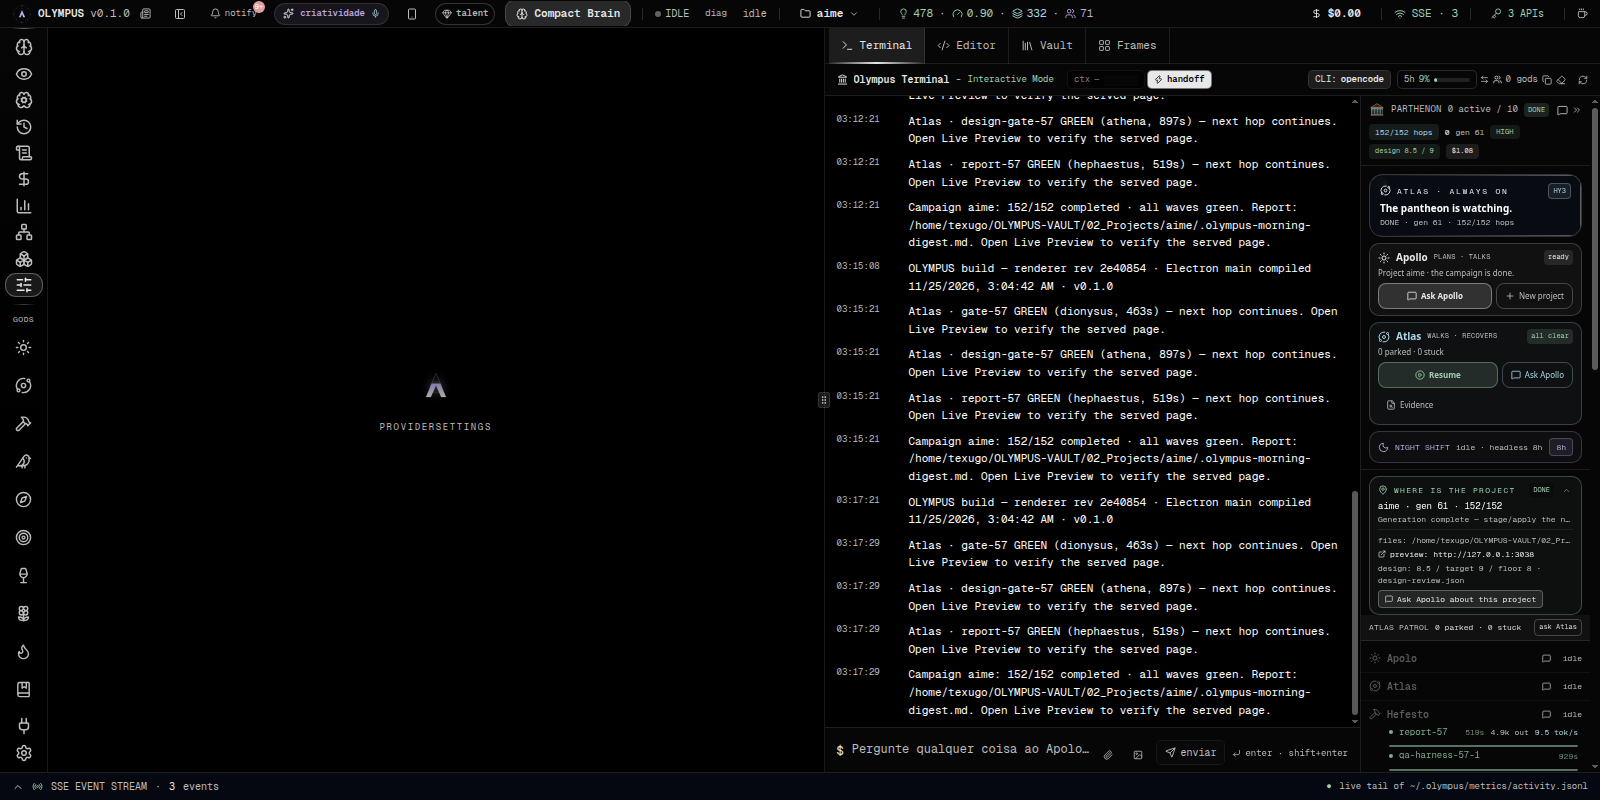 OLYMPUS v0.1.0 notify 9+ criatividade talent Compact Brain IDLE diag idle aime 478 · 0.90 · 332 · 71 $0.00 SSE · 3 3 APIs
GODS
PROVIDERSETTINGS
Terminal Editor Vault Frames
Olympus Terminal – Interactive Mode ctx — handoff CLI: opencode 5h 9% 0 gods
Live Preview to verify the served page.
03:12:21 Atlas · design-gate-57 GREEN (athena, 897s) — next hop continues.
Open Live Preview to verify the served page.
03:12:21 Atlas · report-57 GREEN (hephaestus, 519s) — next hop continues.
Open Live Preview to verify the served page.
03:12:21 Campaign aime: 152/152 completed · all waves green. Report:
/home/texugo/OLYMPUS-VAULT/02_Projects/aime/.olympus-morning-
digest.md. Open Live Preview to verify the served page.
03:15:08 OLYMPUS build — renderer rev 2e40854 · Electron main compiled
11/25/2026, 3:04:42 AM · v0.1.0
03:15:21 Atlas · gate-57 GREEN (dionysus, 463s) — next hop continues. Open
Live Preview to verify the served page.
03:15:21 Atlas · design-gate-57 GREEN (athena, 897s) — next hop continues.
Open Live Preview to verify the served page.
03:15:21 Atlas · report-57 GREEN (hephaestus, 519s) — next hop continues.
Open Live Preview to verify the served page.
03:15:21 Campaign aime: 152/152 completed · all waves green. Report:
/home/texugo/OLYMPUS-VAULT/02_Projects/aime/.olympus-morning-
digest.md. Open Live Preview to verify the served page.
03:17:21 OLYMPUS build — renderer rev 2e40854 · Electron main compiled
11/25/2026, 3:04:42 AM · v0.1.0
03:17:29 Atlas · gate-57 GREEN (dionysus, 463s) — next hop continues. Open
Live Preview to verify the served page.
03:17:29 Atlas · design-gate-57 GREEN (athena, 897s) — next hop continues.
Open Live Preview to verify the served page.
03:17:29 Atlas · report-57 GREEN (hephaestus, 519s) — next hop continues.
Open Live Preview to verify the served page.
03:17:29 Campaign aime: 152/152 completed · all waves green. Report:
/home/texugo/OLYMPUS-VAULT/02_Projects/aime/.olympus-morning-
digest.md. Open Live Preview to verify the served page.
$ Pergunte qualquer coisa ao Apolo… enviar ↵ enter · shift+enter
PARTHENON 0 active / 10 DONE
152/152 hops 0 gen 61 HIGH
design 8.5 / 9 $1.08
ATLAS · ALWAYS ON HY3
The pantheon is watching.
DONE · gen 61 · 152/152 hops
Apollo PLANS · TALKS ready
Project aime · the campaign is done.
Ask Apollo New project
Atlas WALKS · RECOVERS all clear
0 parked · 0 stuck
Resume Ask Apollo
Evidence
NIGHT SHIFT idle · headless 8h 8h
WHERE IS THE PROJECT DONE
aime · gen 61 · 152/152
Generation complete — stage/apply the n…
files: /home/texugo/OLYMPUS-VAULT/02_Pr…
preview: http://127.0.0.1:3038
design: 8.5 / target 9 / floor 8 ·
design-review.json
Ask Apollo about this project
ATLAS PATROL 0 parked · 0 stuck ask Atlas
Apolo idle
Atlas idle
Hefesto idle
report-57 519s 4.9k out 9.5 tok/s
qa-harness-57-1 929s
SSE EVENT STREAM · 3 events
live tail of ~/.olympus/metrics/activity.jsonl